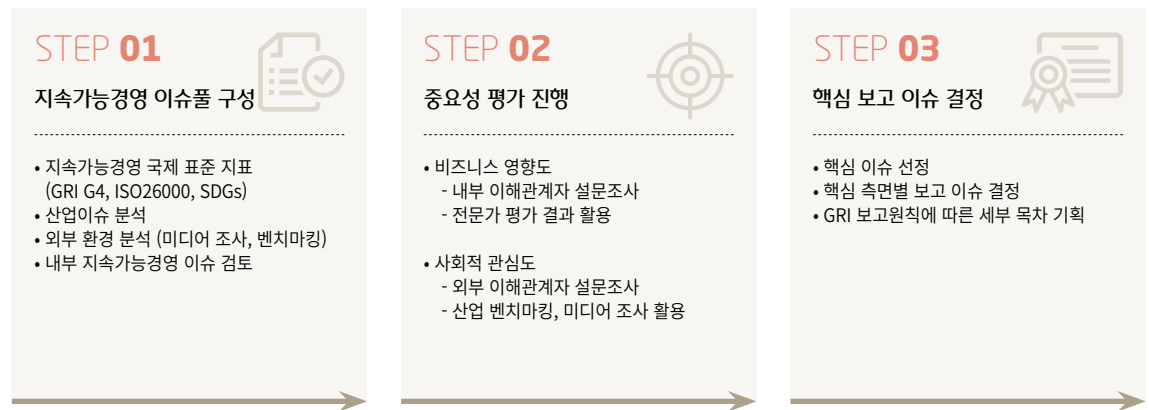 STEP 01
지속가능경영 이슈풀 구성
• 지속가능경영 국제 표준 지표
(GRI G4, ISO26000, SDGs)
• 산업이슈 분석
• 외부 환경 분석 (미디어 조사, 벤치마킹)
• 내부 지속가능경영 이슈 검토
STEP 02
중요성 평가 진행
• 비즈니스 영향도
- 내부 이해관계자 설문조사
- 전문가 평가 결과 활용
• 사회적 관심도
- 외부 이해관계자 설문조사
- 산업 벤치마킹, 미디어 조사 활용
STEP 03
핵심 보고 이슈 결정
• 핵심 이슈 선정
• 핵심 측면별 보고 이슈 결정
• GRI 보고원칙에 따른 세부 목차 기획